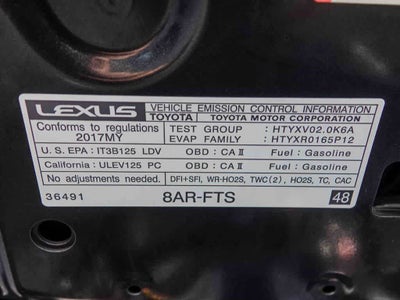 LEXUS VEHICLE EMISSION CONTROL INFORMATION
TOYOTA TOYOTA MOTOR CORPORATION
Conforms to regulations TEST GROUP : HTYXV02.0K6A
2017MY EVAP FAMILY : HTYXR0165P12
U.S. EPA : IT3B125 LDV OBD : CA II Fuel : Gasoline
California : ULEV125 PC OBD : CA II Fuel : Gasoline
No adjustments needed. DFI+SFI, WR-HO2S, TWC(2), HO2S, TC, CAC
36491 8AR-FTS 48